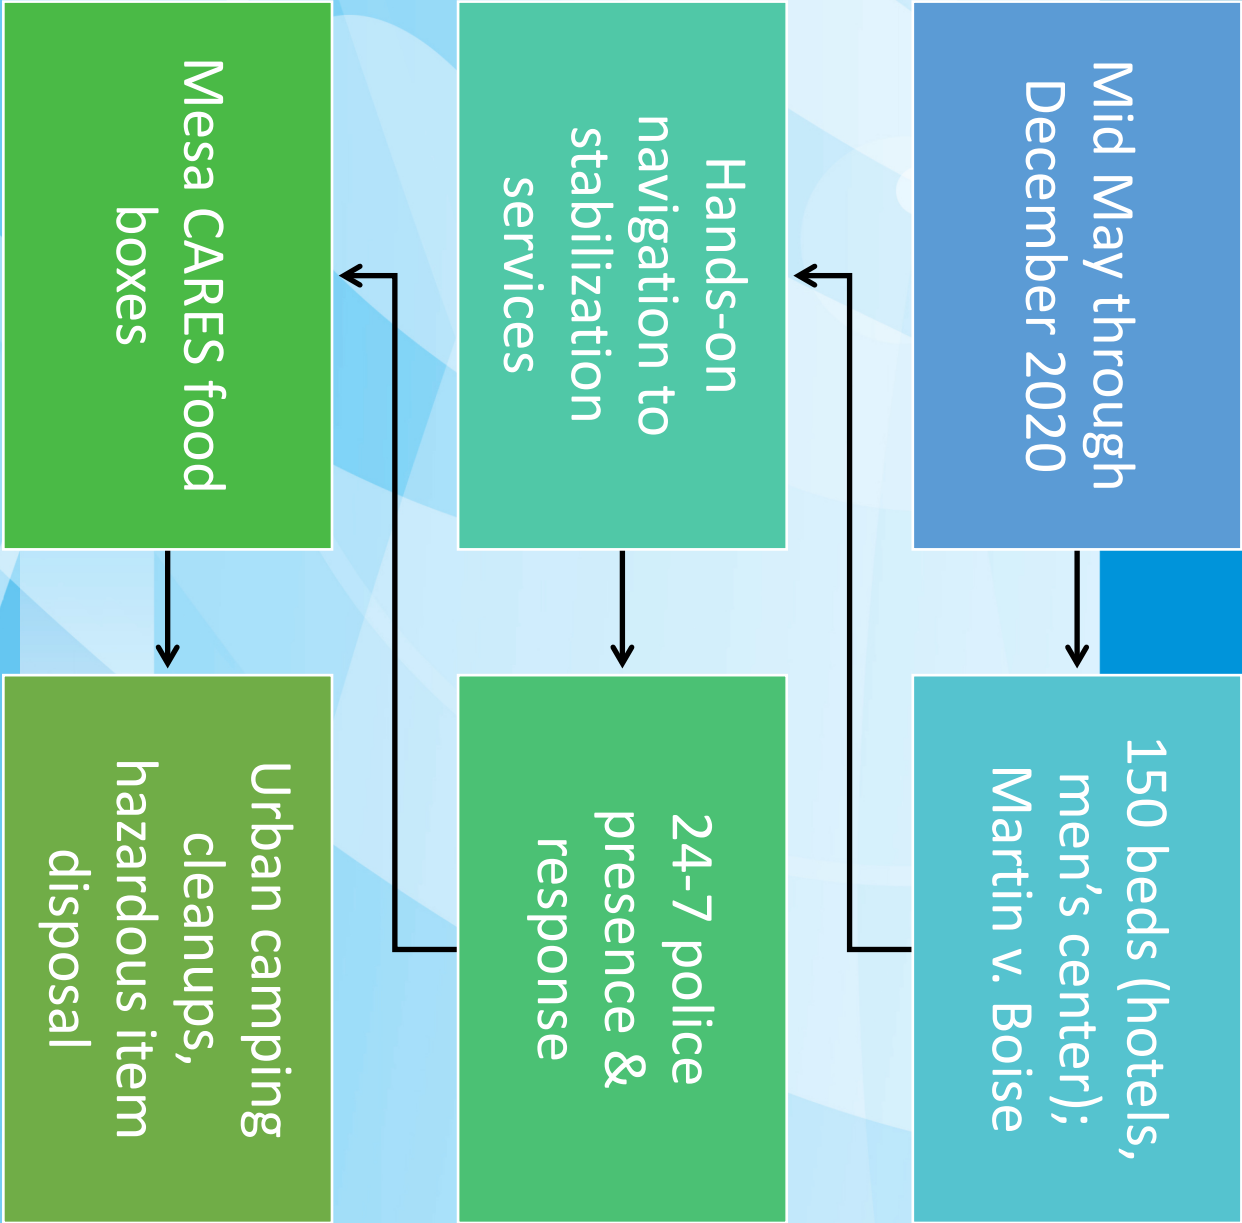 Mid May through
December 2020
150 beds (hotels,
men’s center);
Martin v. Boise
Hands-on
navigation to
stabilization
services
24-7 police
presence &
response
Mesa CARES food
boxes
Urban camping
cleanups,
hazardous item
disposal